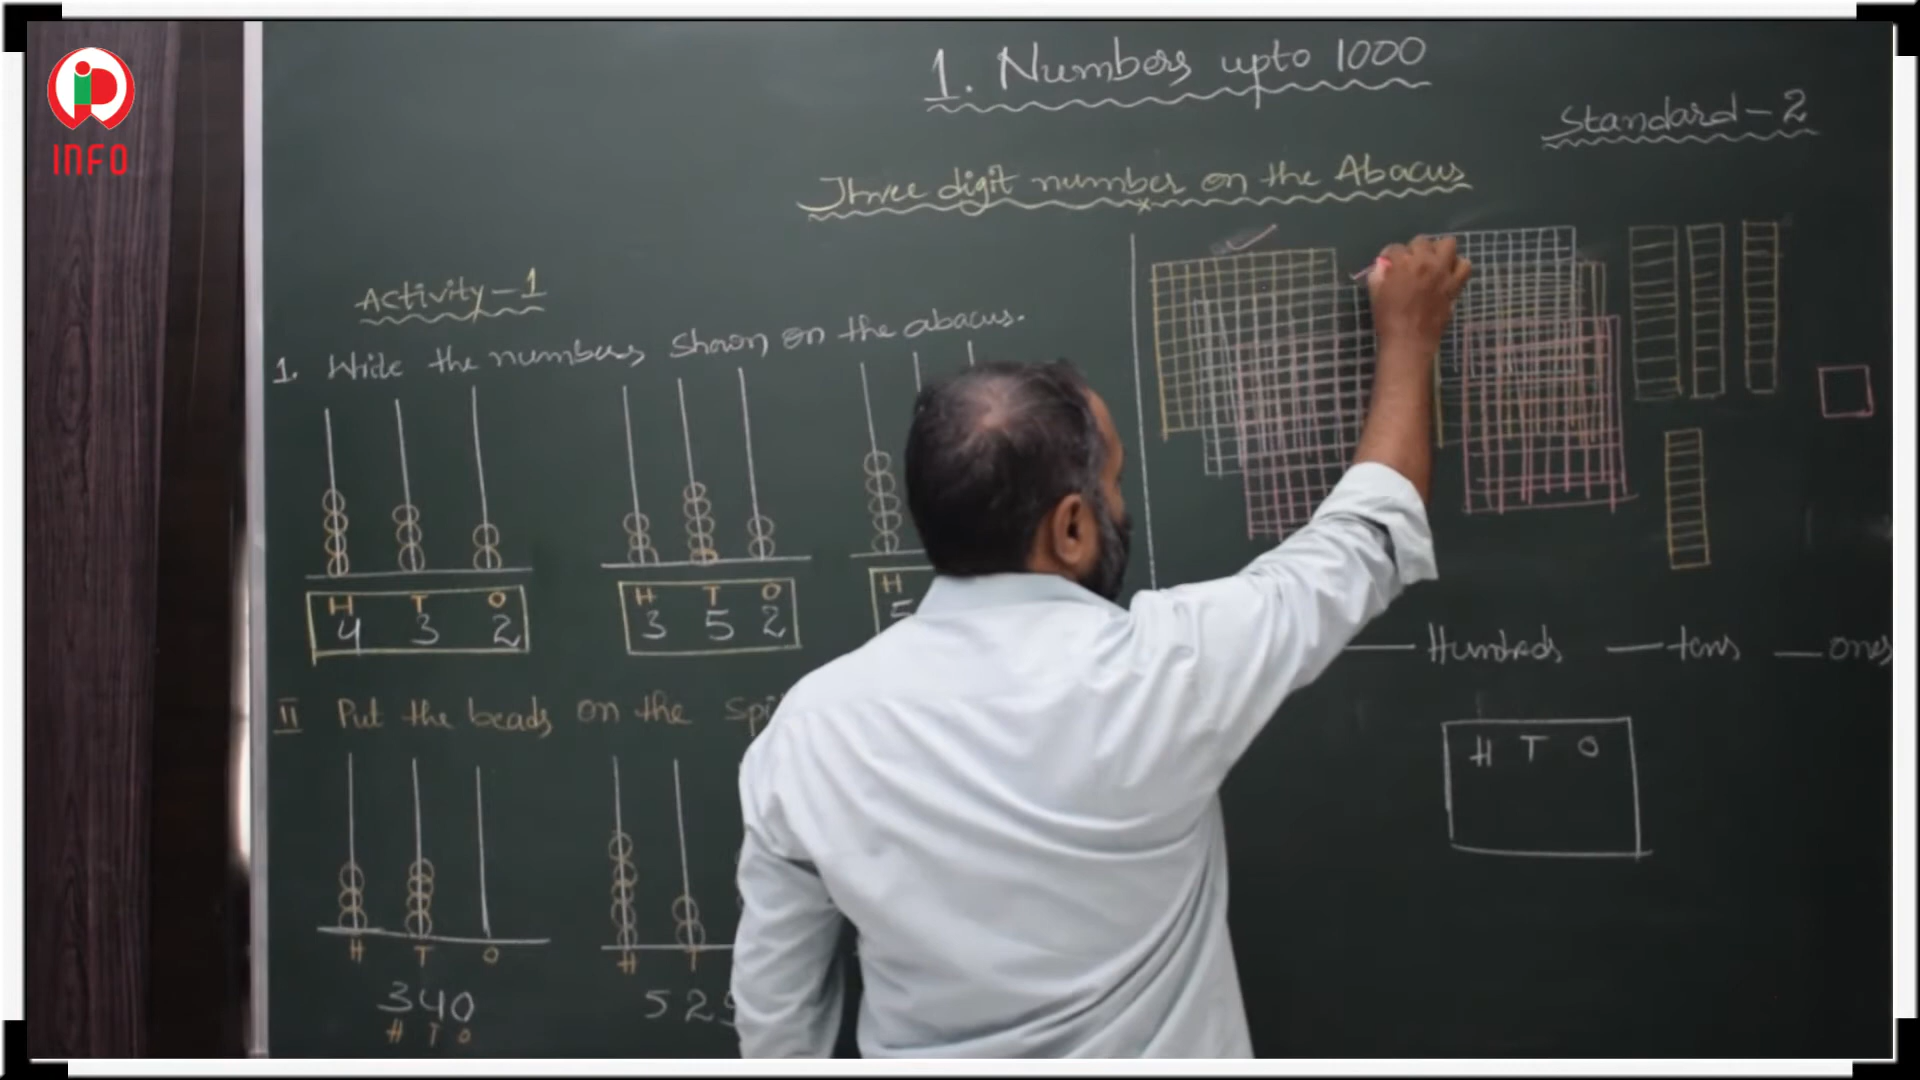 INFO
1. Numbers upto 1000
Standard-2
Three digit number on the Abacus
Activity-1
1. Write the numbers shown on the abacus.
H T O
4 3 2
H T O
3 5 2
H
5
Hundreds tens ones
II Put the beads on the
H T O
H T O
340
H T O
H T
52